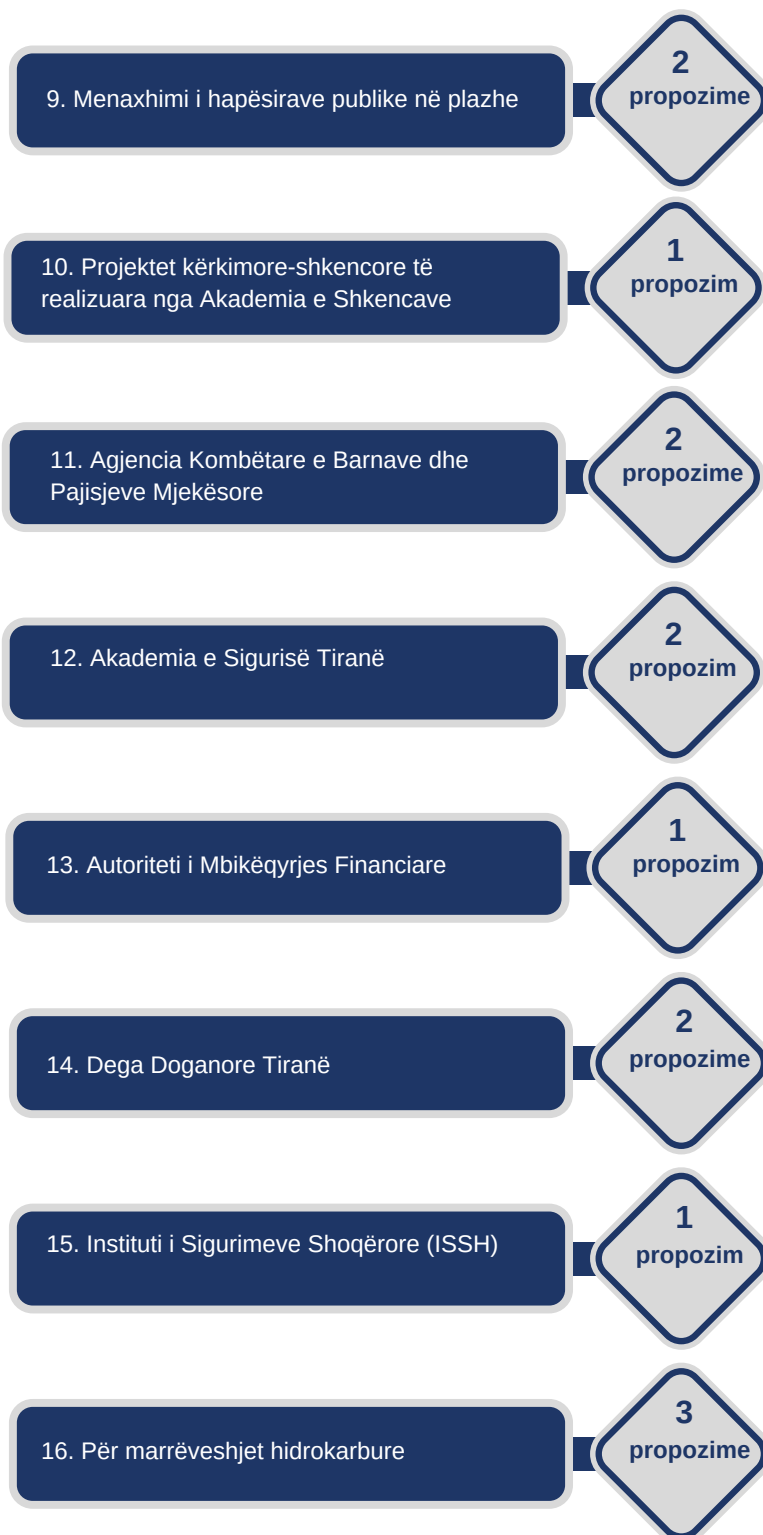 9. Menaxhimi i hapësirave publike në plazhe
2
propozime
10. Projektet kërkimore-shkencore të
realizuara nga Akademia e Shkencave
1
propozim
11. Agjencia Kombëtare e Barnave dhe
Pajisjeve Mjekësore
2
propozime
12. Akademia e Sigurisë Tiranë
2
propozim
13. Autoriteti i Mbikëqyrjes Financiare
1
propozim
14. Dega Doganore Tiranë
2
propozime
15. Instituti i Sigurimeve Shoqërore (ISSH)
1
propozim
16. Për marrëveshjet hidrokarbure
3
propozime